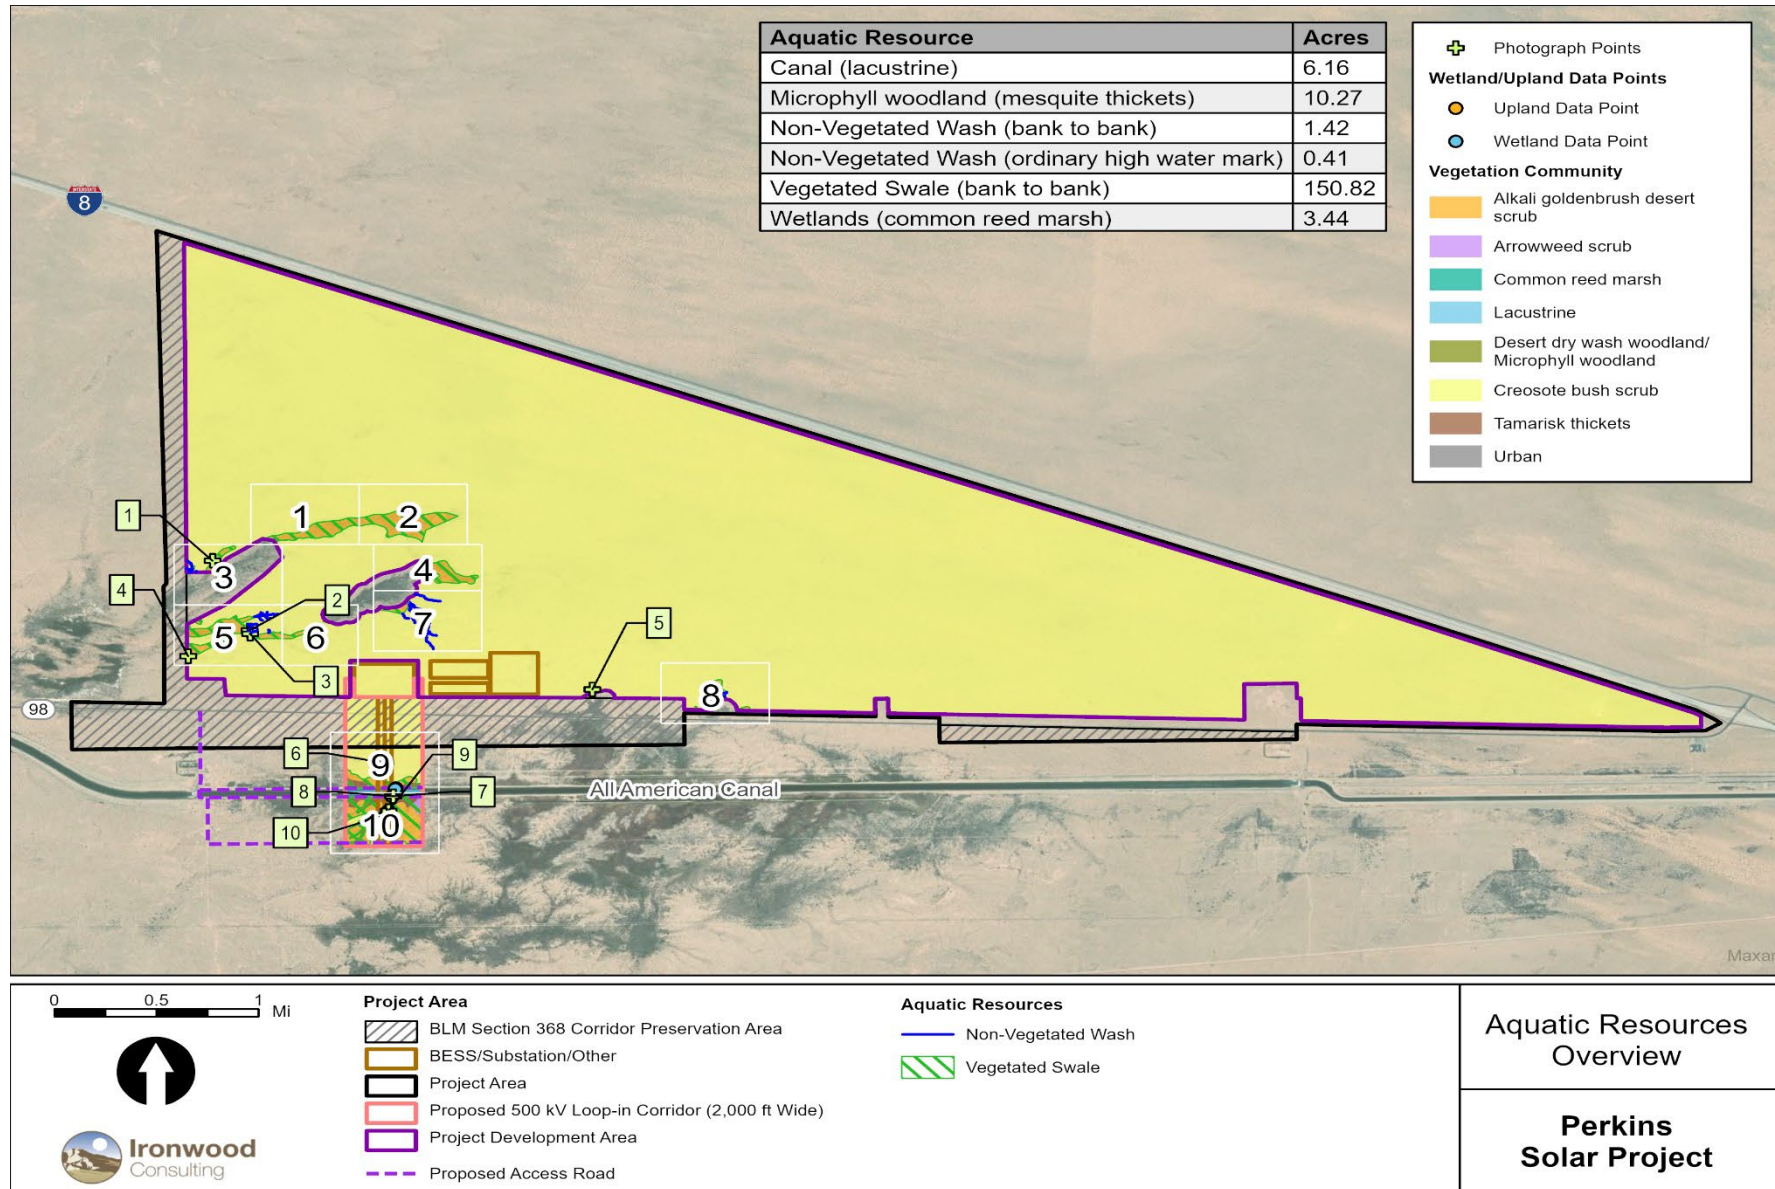 Aquatic Resource Acres
Canal (lacustrine) 6.16
Microphyll woodland (mesquite thickets) 10.27
Non-Vegetated Wash (bank to bank) 1.42
Non-Vegetated Wash (ordinary high water mark) 0.41
Vegetated Swale (bank to bank) 150.82
Wetlands (common reed marsh) 3.44
Photograph Points
Wetland/Upland Data Points
Upland Data Point
Wetland Data Point
Vegetation Community
Alkali goldenbrush desert
scrub
Arrowweed scrub
Common reed marsh
Lacustrine
Desert dry wash woodland/
Microphyll woodland
Creosote bush scrub
Tamarisk thickets
Urban
8
1
1
2
3
4
4
2
5
6
7
3
5
8
98
6
9
9
8
7
All American Canal
10
10
Maxar
0 0.5 1
Mi
Ironwood
Consulting
Project Area
BLM Section 368 Corridor Preservation Area
BESS/Substation/Other
Project Area
Proposed 500 kV Loop-in Corridor (2,000 ft Wide)
Project Development Area
Proposed Access Road
Aquatic Resources
Non-Vegetated Wash
Vegetated Swale
Aquatic Resources
Overview
Perkins
Solar Project